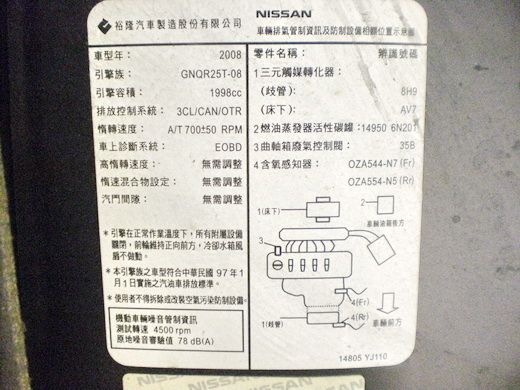 裕隆汽車製造股份有限公司
NISSAN
車輛排氣管制資訊及防制設備相關位置示意圖
車型年： 2008
引擎族： GNQR25T-08
引擎容積： 1998cc
排放控制系統： 3CL/CAN/OTR
惰轉速度： A/T 700±50 RPM
車上診斷系統： EOBD
高惰轉速度： 無需調整
惰速混合物設定： 無需調整
汽門間隙： 無需調整
*引擎在正常作業溫度下，所有附屬設備
關閉，前輪維持正向前方，冷卻水箱風
扇不做動。
*本引擎族之車型符合中華民國 97年1
月1日實施之汽油車排放標準。
*使用者不得拆除或改裝空氣污染防制設備。
機動車輛噪音管制資訊
測試轉速 4500 rpm
原地噪音審驗值 78 dB(A)
零件名稱： 辨識號碼
1三元觸媒轉化器：
(歧管)： 8H9
(床下)： AV7
2燃油蒸發器活性碳罐：14950 6N201
3曲軸箱廢氣控制閥： 35B
4含氧感知器： OZA544-N7 (Fr)
OZA544-N5 (Rr)
1(床下)
2
車輛油箱後方
3
4(Fr)
4(Rr)
1(歧管)
車輛前方
14805 YJ110
NISSAN NISSAN NISSAN